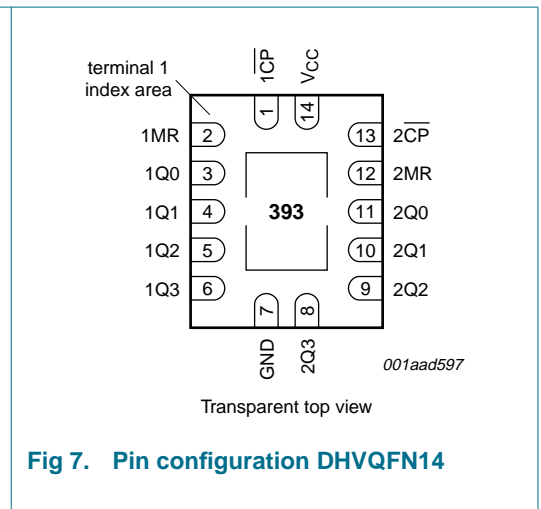 terminal 1
index area
1CP
VCC
1
14
1MR 2 13 2CP
1Q0 3 12 2MR
1Q1 4 393 11 2Q0
1Q2 5 10 2Q1
1Q3 6 9 2Q2
7
8
GND
2Q3
001aad597
Transparent top view
Fig 7. Pin configuration DHVQFN14